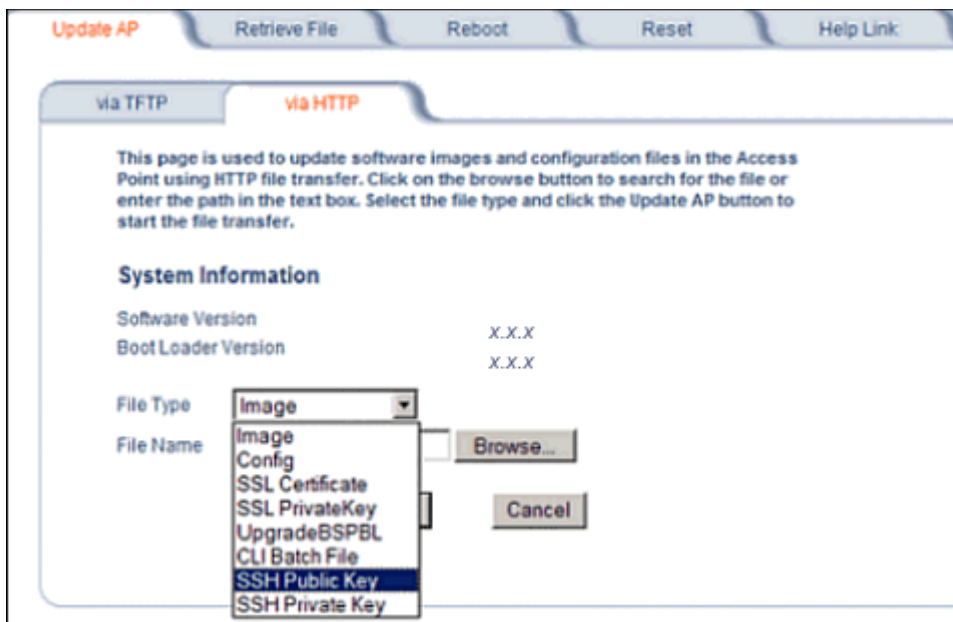 Update AP Retrieve File Reboot Reset Help Link
via TFTP via HTTP
This page is used to update software images and configuration files in the Access
Point using HTTP file transfer. Click on the browse button to search for the file or
enter the path in the text box. Select the file type and click the Update AP button to
start the file transfer.
System Information
Software Version x.x.x
Boot Loader Version x.x.x
File Type Image
File Name Browse...
Image
Config
SSL Certificate
SSL PrivateKey
UpgradeBSPBL
CLI Batch File
SSH Public Key
SSH Private Key
Cancel